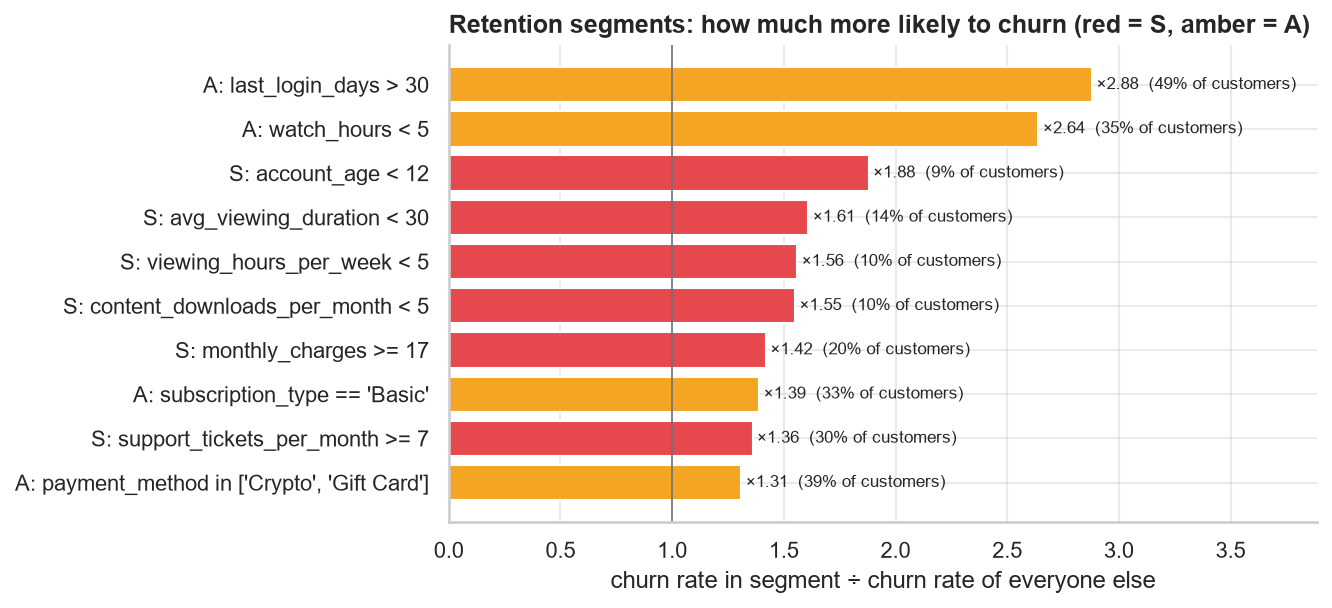 Retention segments: how much more likely to churn (red = S, amber = A)
A: last_login_days > 30 ×2.88 (49% of customers)
A: watch_hours < 5 ×2.64 (35% of customers)
S: account_age < 12 ×1.88 (9% of customers)
S: avg_viewing_duration < 30 ×1.61 (14% of customers)
S: viewing_hours_per_week < 5 ×1.56 (10% of customers)
S: content_downloads_per_month < 5 ×1.55 (10% of customers)
S: monthly_charges >= 17 ×1.42 (20% of customers)
A: subscription_type == 'Basic' ×1.39 (33% of customers)
S: support_tickets_per_month >= 7 ×1.36 (30% of customers)
A: payment_method in ['Crypto', 'Gift Card'] ×1.31 (39% of customers)
0.0 0.5 1.0 1.5 2.0 2.5 3.0 3.5
churn rate in segment ÷ churn rate of everyone else